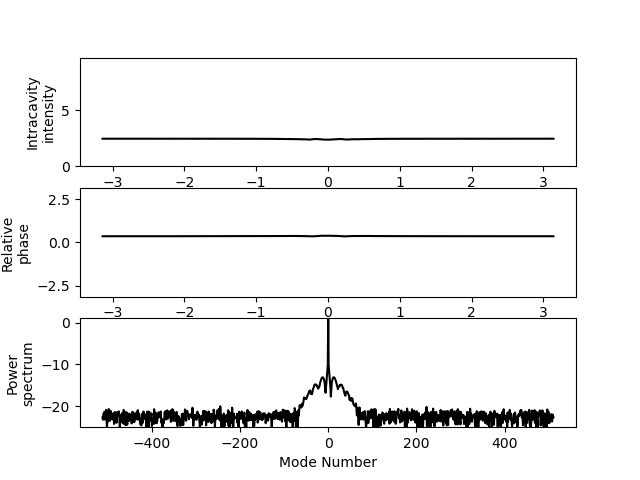 Intracavity
intensity
5
0
−3 −2 −1 0 1 2 3
Relative
phase
2.5
0.0
−2.5
−3 −2 −1 0 1 2 3
Power
spectrum
0
−10
−20
−400 −200 0 200 400
Mode Number